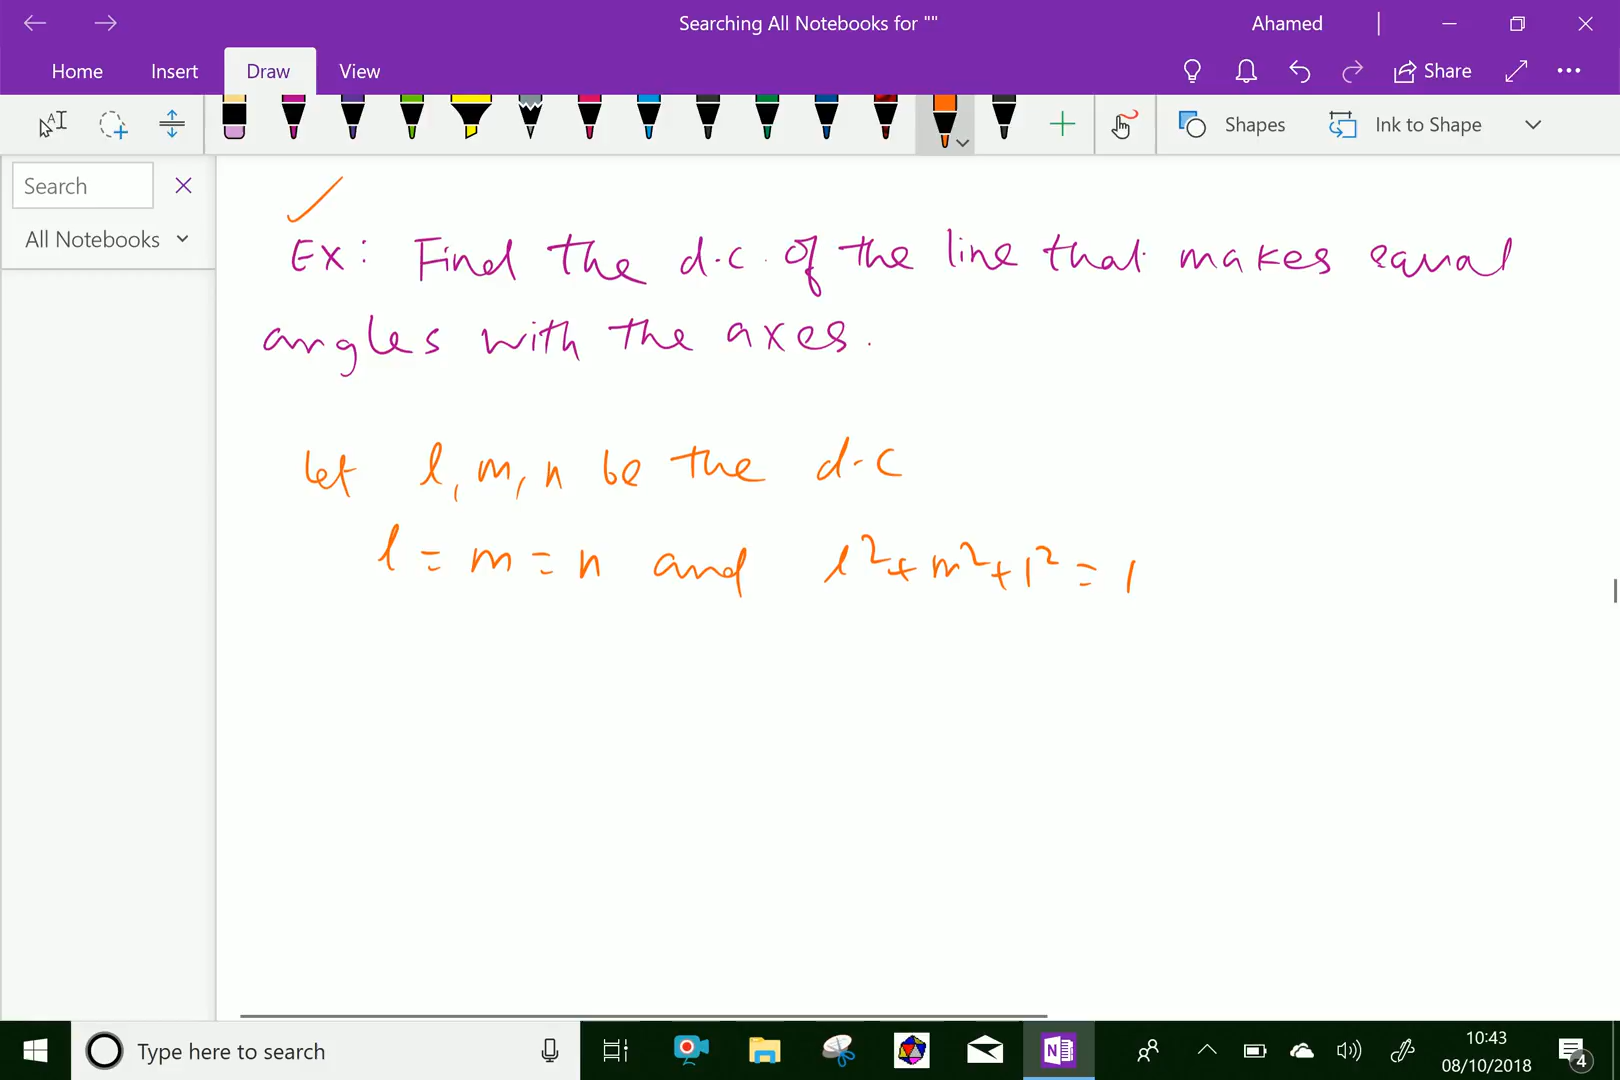 Searching All Notebooks for ""
Ahamed
Home Insert Draw View
Share
Shapes
Ink to Shape
Search
All Notebooks
Ex: Find the d.c. of the line that makes equal
angles with the axes.
Let l, m, n be the d.c
l = m = n and l²+m²+1² = 1
Type here to search
10:43
08/10/2018
4